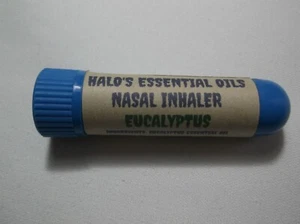 HALO'S ESSENTIAL OILS
NASAL INHALER
EUCALYPTUS